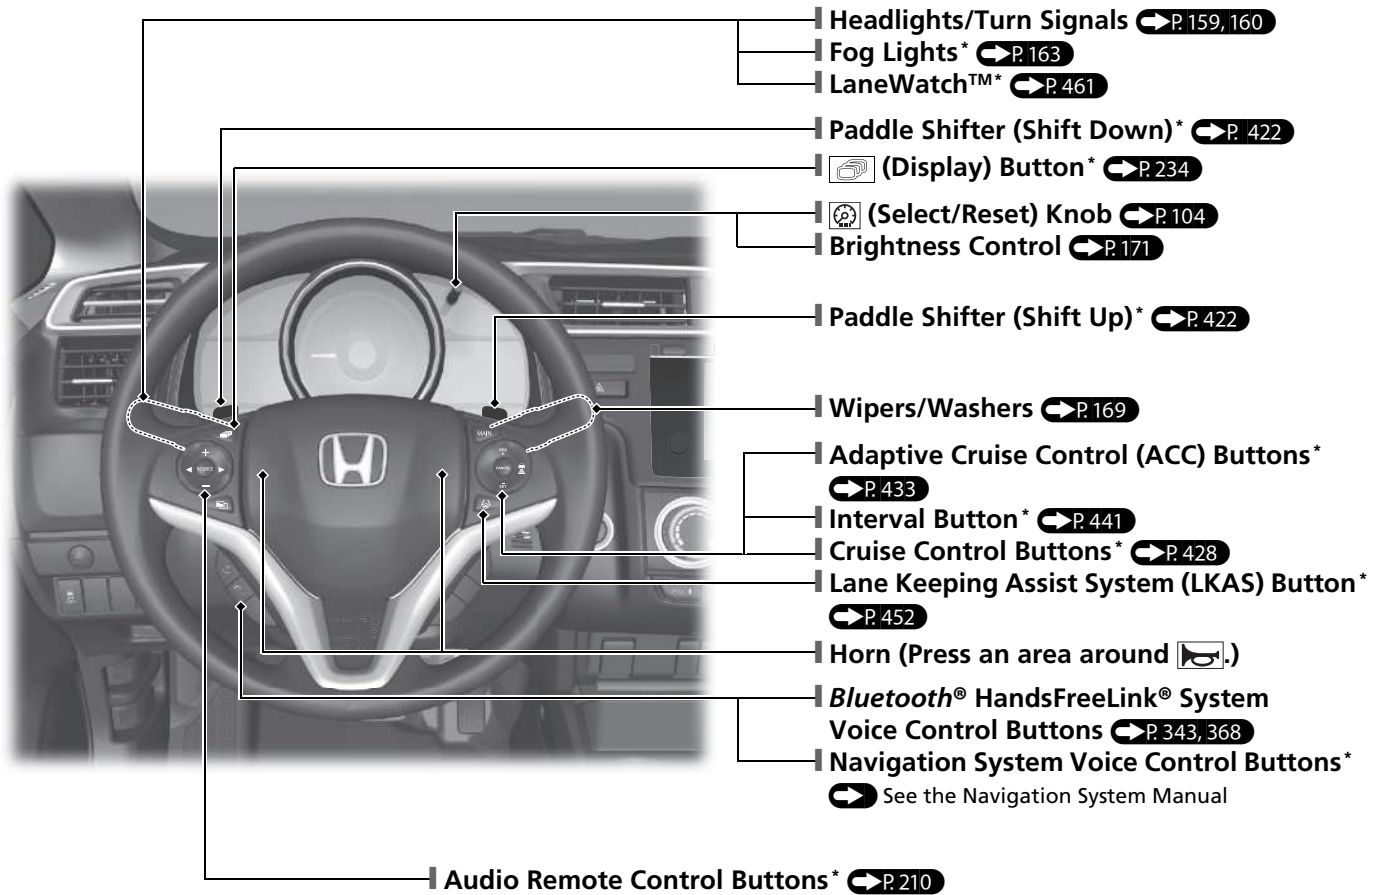 Headlights/Turn Signals P. 159, 160
Fog Lights* P. 163
LaneWatch™* P. 461
Paddle Shifter (Shift Down)* P. 422
(Display) Button* P. 234
(Select/Reset) Knob P. 104
Brightness Control P. 171
Paddle Shifter (Shift Up)* P. 422
Wipers/Washers P. 169
Adaptive Cruise Control (ACC) Buttons*
P. 433
Interval Button* P. 441
Cruise Control Buttons* P. 428
Lane Keeping Assist System (LKAS) Button*
P. 452
Horn (Press an area around .)
Bluetooth® HandsFreeLink® System
Voice Control Buttons P. 343, 368
Navigation System Voice Control Buttons*
See the Navigation System Manual
Audio Remote Control Buttons* P. 210
MAIN
+
SOURCE
CANCEL
SET
−